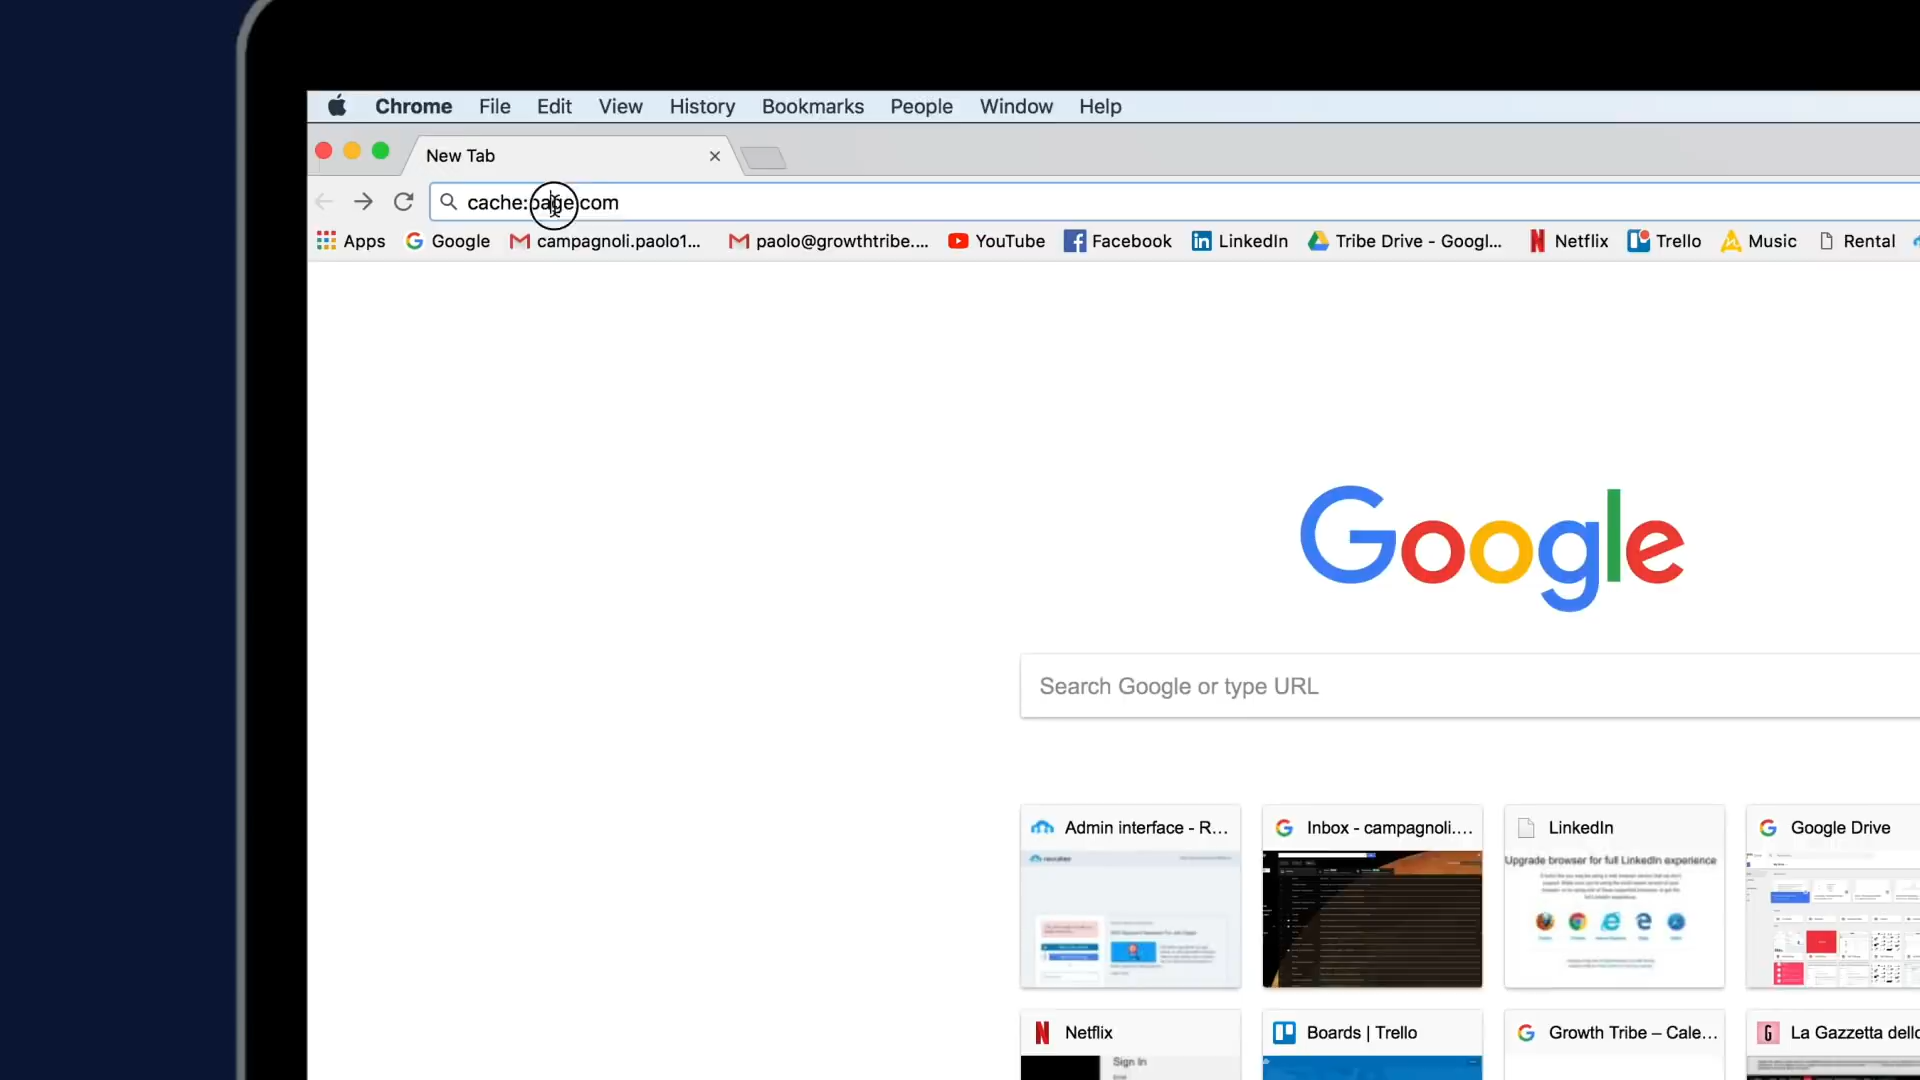 Chrome File Edit View History Bookmarks People Window Help
New Tab
cache:page.com
Apps Google campagnoli.paolo1... paolo@growthtribe.... YouTube Facebook LinkedIn Tribe Drive - Googl... Netflix Trello Music Rental
Google
Search Google or type URL
Admin interface - R... Inbox - campagnoli.... LinkedIn Google Drive
Upgrade browser for full LinkedIn experience
Netflix Boards | Trello Growth Tribe – Cale... La Gazzetta dello
Sign In